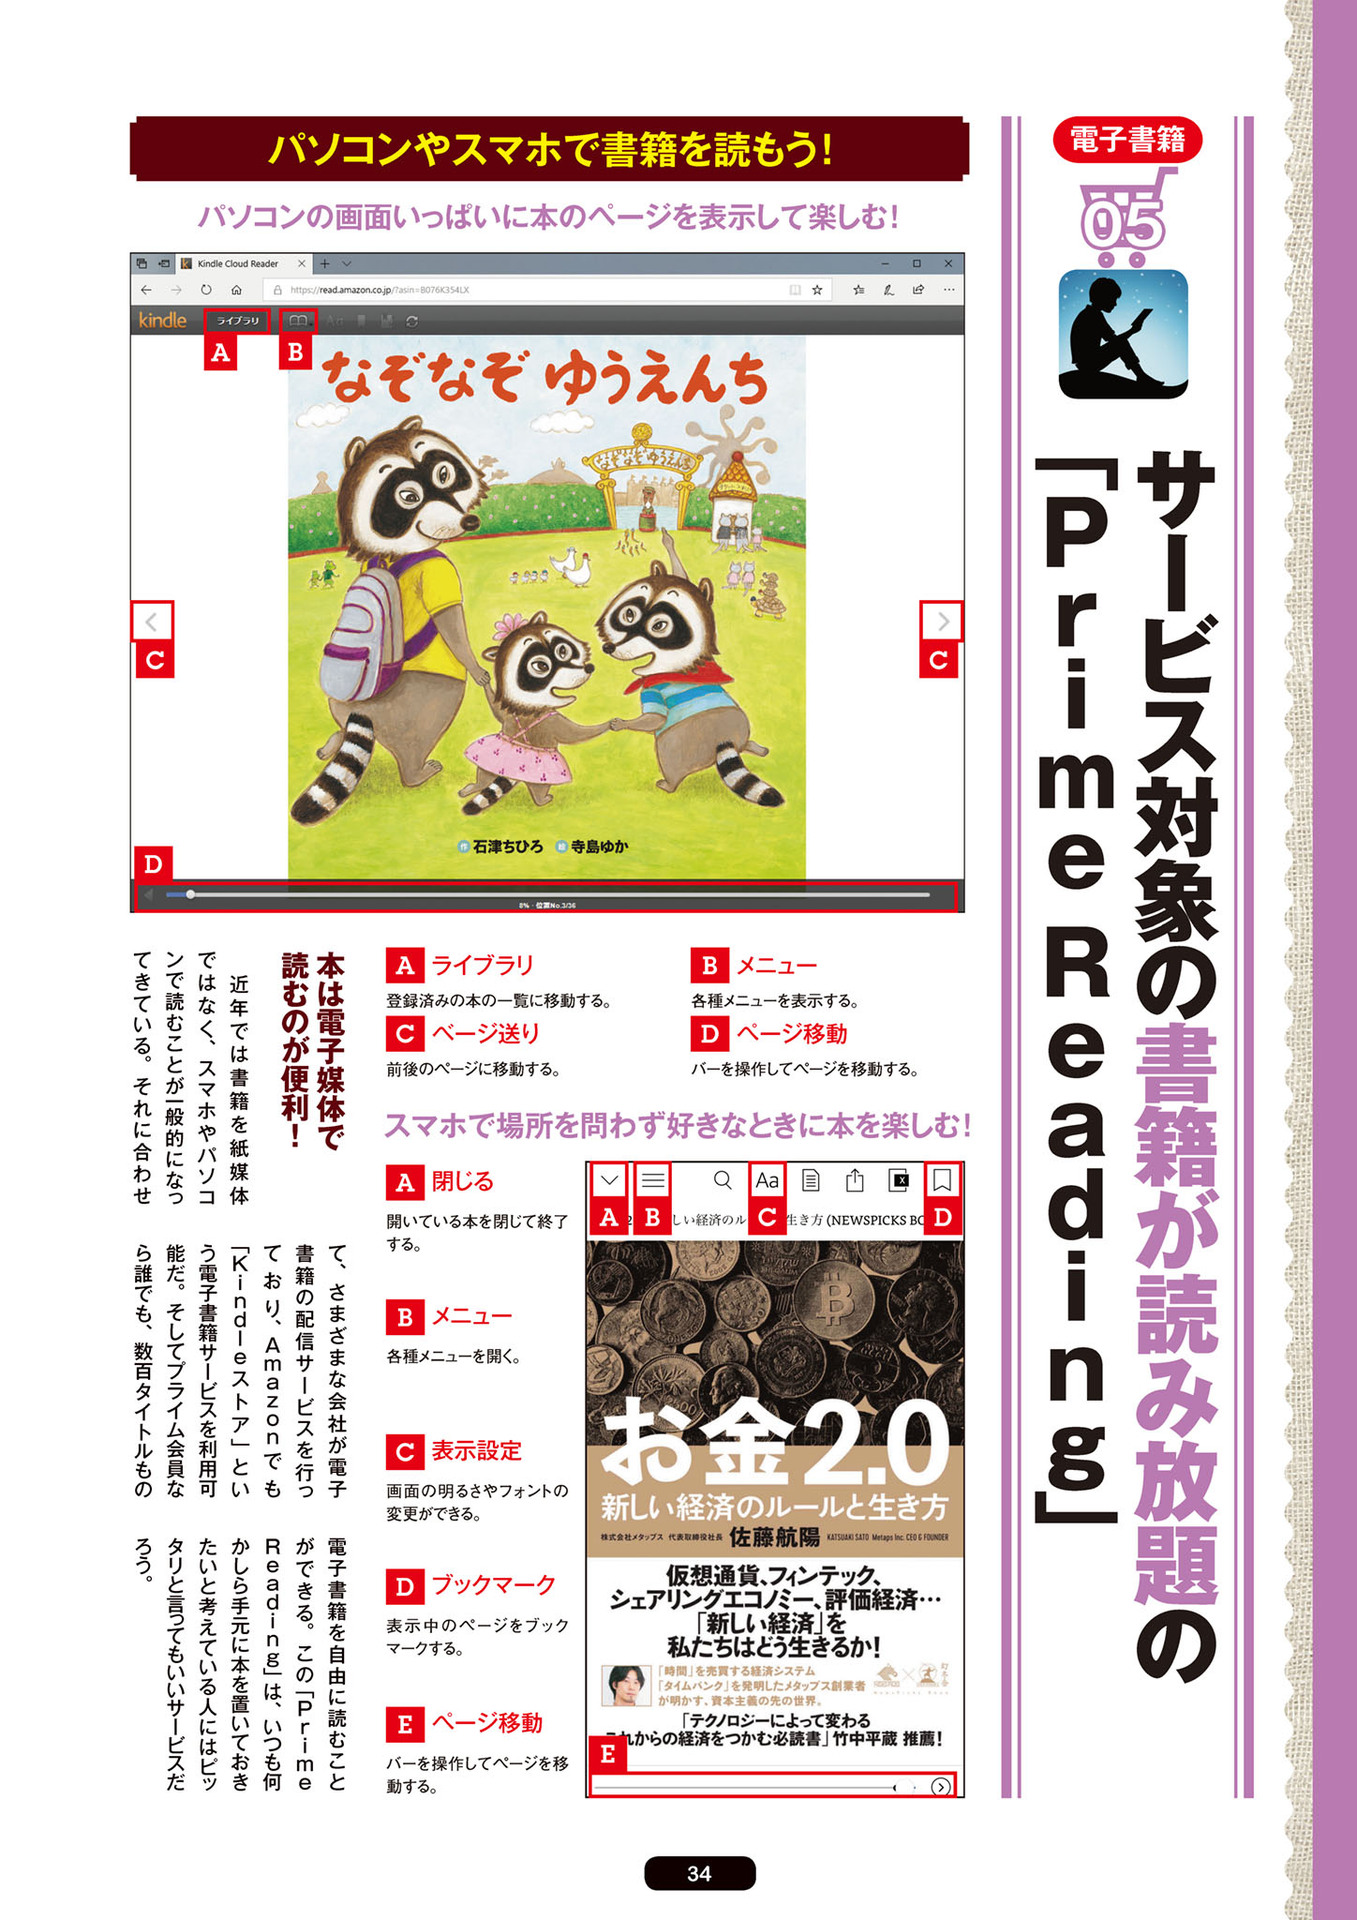 電子書籍
05
サービス対象の書籍が読み放題の
「Prime Reading」
パソコンやスマホで書籍を読もう！
パソコンの画面いっぱいに本のページを表示して楽しむ！
Kindle Cloud Reader
https://read.amazon.co.jp/?asin=B076K354LX
kindle
ライブラリ
Aa
A
B
なぞなぞ ゆうえんち
なぞなぞ ゆうえんち
C
C
作 石津ちひろ 絵 寺島ゆか
D
8%・位置No.3/36
A ライブラリ
登録済みの本の一覧に移動する。
B メニュー
各種メニューを表示する。
C ページ送り
前後のページに移動する。
D ページ移動
バーを操作してページを移動する。
スマホで場所を問わず好きなときに本を楽しむ！
A 閉じる
開いている本を閉じて終了
する。
B メニュー
各種メニューを開く。
C 表示設定
画面の明るさやフォントの
変更ができる。
D ブックマーク
表示中のページをブック
マークする。
E ページ移動
バーを操作してページを移
動する。
Aa
A
B
C
D
しい経済のル
生き方 (NEWSPICKS BO
お金2.0
新しい経済のルールと生き方
株式会社メタップス 代表取締役社長 佐藤航陽 KATSUAKI SATO Metaps Inc. CEO & FOUNDER
仮想通貨、フィンテック、
シェアリングエコノミー、評価経済…
「新しい経済」を
私たちはどう生きるか！
「時間」を売買する経済システム
「タイムバンク」を発明したメタップス創業者
が明かす、資本主義の先の世界。
幻冬舎
「テクノロジーによって変わる
これからの経済をつかむ必読書」竹中平蔵 推薦！
E
本は電子媒体で
読むのが便利！
近年では書籍を紙媒体
ではなく、スマホやパソコ
ンで読むことが一般的になっ
てきている。それに合わせ
て、さまざまな会社が電子
書籍の配信サービスを行っ
ており、Amazonでも
「Kindleストア」とい
う電子書籍サービスを利用可
能だ。そしてプライム会員な
ら誰でも、数百タイトルもの
電子書籍を自由に読むこと
ができる。この「Prime
Reading」は、いつも何
かしら手元に本を置いておき
たいと考えている人にはピッ
タリと言ってもいいサービスだ
ろう。
34